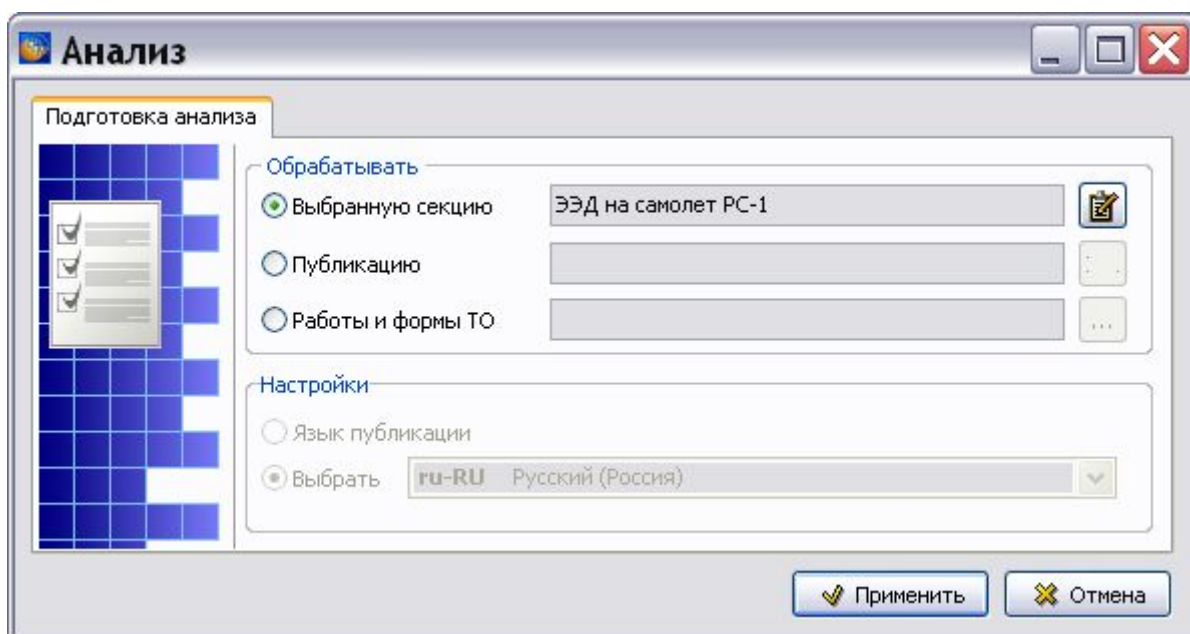 Анализ
Подготовка анализа
Обрабатывать
Выбранную секцию ЭЭД на самолет РС-1
Публикацию
Работы и формы ТО ...
Настройки
Язык публикации
Выбрать ru-RU Русский (Россия)
Применить Отмена